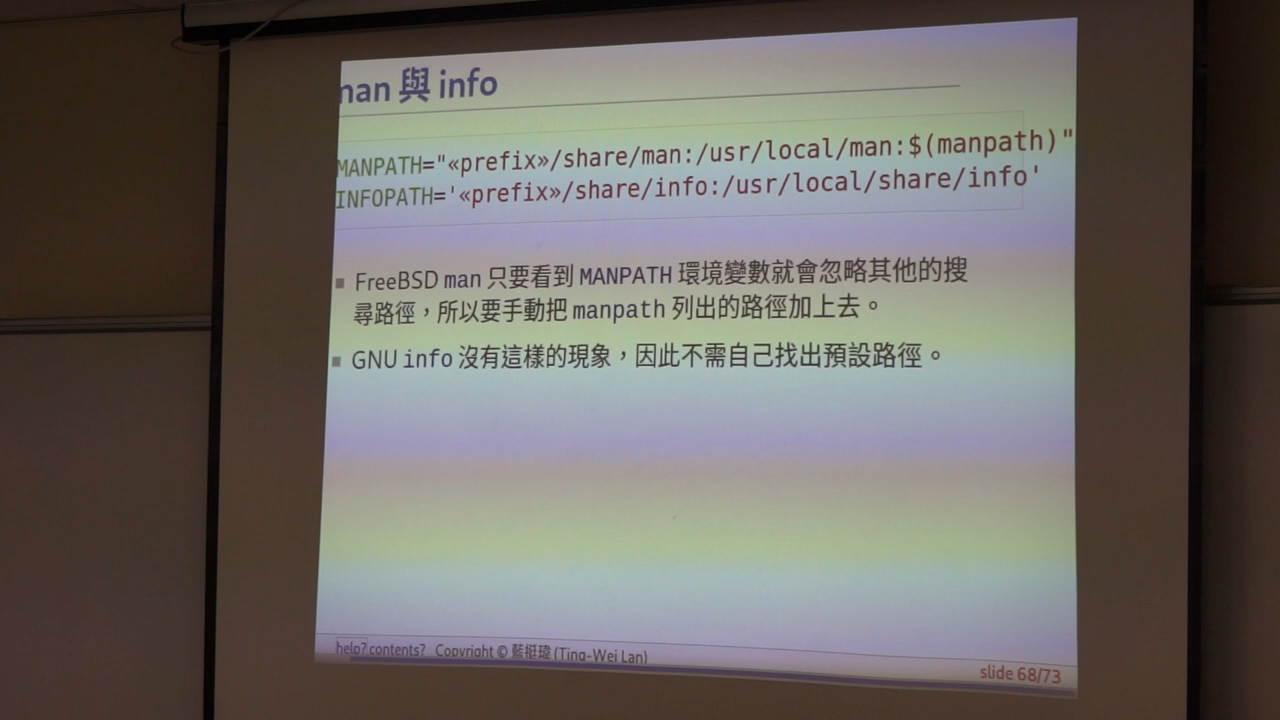 man 與 info
MANPATH="«prefix»/share/man:/usr/local/man:$(manpath)"
INFOPATH='«prefix»/share/info:/usr/local/share/info'
FreeBSD man 只要看到 MANPATH 環境變數就會忽略其他的搜
尋路徑，所以要手動把 manpath 列出的路徑加上去。
GNU info 沒有這樣的現象，因此不需自己找出預設路徑。
help? contents? Copyright © 藍挺瑋 (Ting-Wei Lan)
slide 68/73